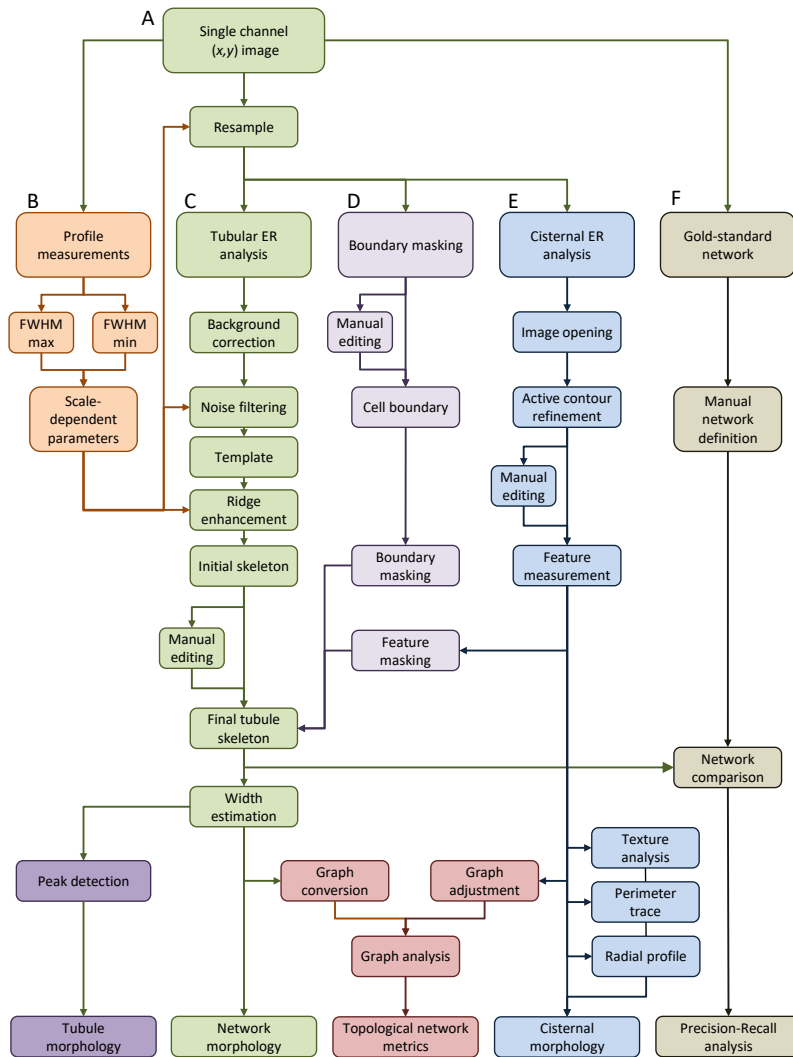 A
Single channel
(x,y) image
Resample
B
Profile
measurements
FWHM
max
FWHM
min
Scale-
dependent
parameters
C
Tubular ER
analysis
Background
correction
Noise filtering
Template
Ridge
enhancement
Initial skeleton
Manual
editing
Final tubule
skeleton
Width
estimation
D
Boundary masking
Manual
editing
Cell boundary
Boundary
masking
Feature
masking
E
Cisternal ER
analysis
Image opening
Active contour
refinement
Manual
editing
Feature
measurement
F
Gold-standard
network
Manual
network
definition
Network
comparison
Peak detection
Graph
conversion
Graph
adjustment
Graph analysis
Texture
analysis
Perimeter
trace
Radial profile
Tubule
morphology
Network
morphology
Topological network
metrics
Cisternal
morphology
Precision-Recall
analysis